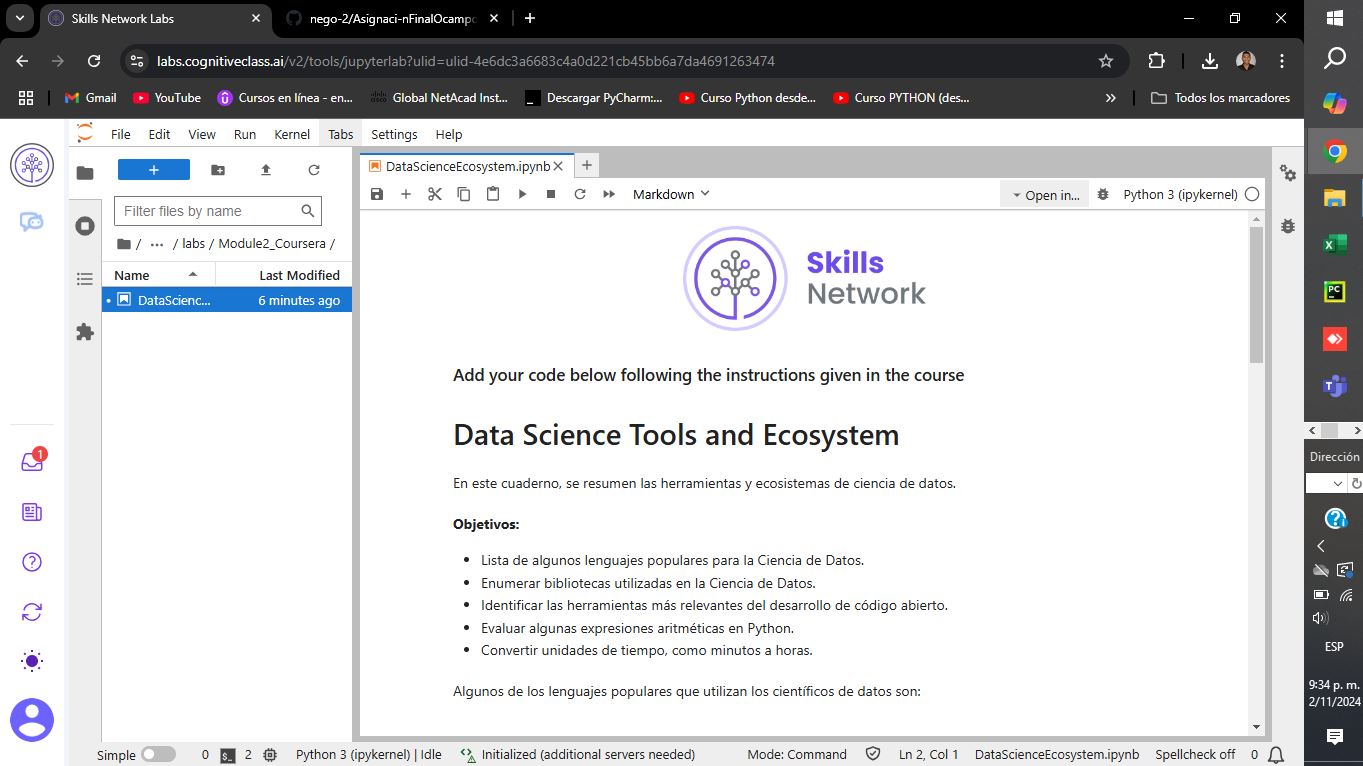 Skills Network Labs
nego-2/Asignaci-nFinalOcampo
labs.cognitiveclass.ai/v2/tools/jupyterlab?ulid=ulid-4e6dc3a6683c4a0d221cb45bb6a7da4691263474
Gmail YouTube Cursos en línea - en... Global NetAcad Inst... Descargar PyCharm:... Curso Python desde... Curso PYTHON (des... » Todos los marcadores
File Edit View Run Kernel Tabs Settings Help
DataScienceEcosystem.ipynb
Markdown Open in... Python 3 (ipykernel)
Filter files by name
/ ... / labs / Module2_Coursera /
Name Last Modified
DataScienc... 6 minutes ago
Skills
Network
Add your code below following the instructions given in the course
Data Science Tools and Ecosystem
En este cuaderno, se resumen las herramientas y ecosistemas de ciencia de datos.
Objetivos:
• Lista de algunos lenguajes populares para la Ciencia de Datos.
• Enumerar bibliotecas utilizadas en la Ciencia de Datos.
• Identificar las herramientas más relevantes del desarrollo de código abierto.
• Evaluar algunas expresiones aritméticas en Python.
• Convertir unidades de tiempo, como minutos a horas.
Algunos de los lenguajes populares que utilizan los científicos de datos son:
1
Simple 0 2 Python 3 (ipykernel) | Idle Initialized (additional servers needed) Mode: Command Ln 2, Col 1 DataScienceEcosystem.ipynb Spellcheck off 0
PC
Dirección
ESP
9:34 p. m.
2/11/2024